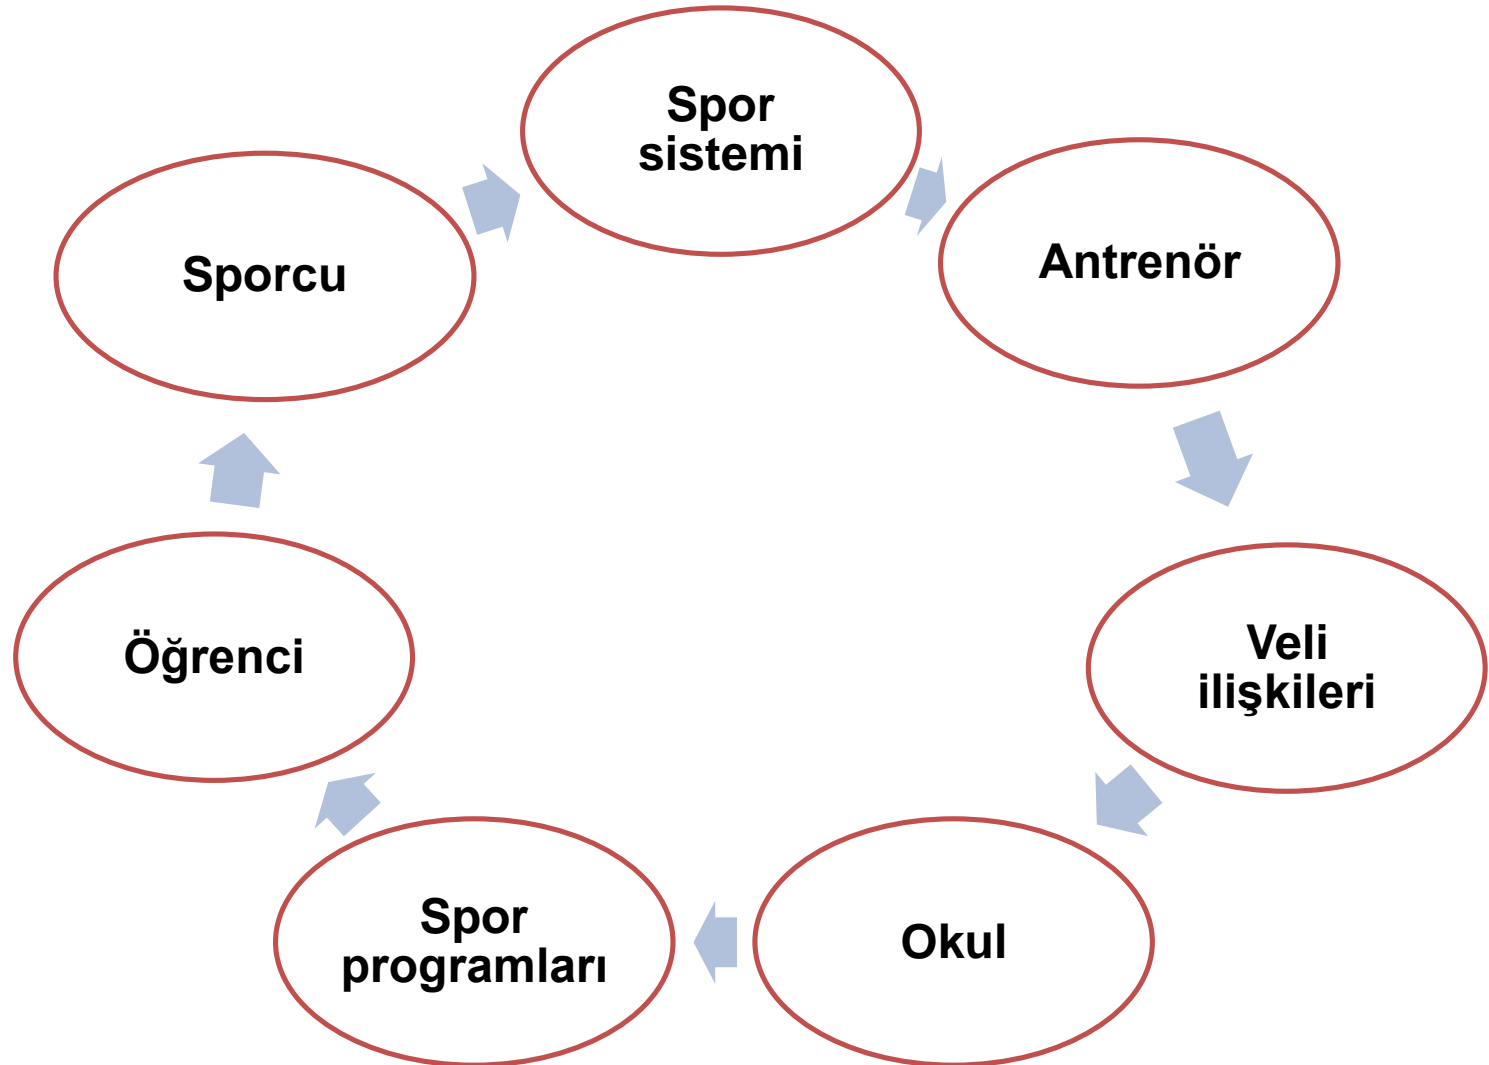 Spor
sistemi
Antrenör
Veli
ilişkileri
Okul
Spor
programları
Öğrenci
Sporcu